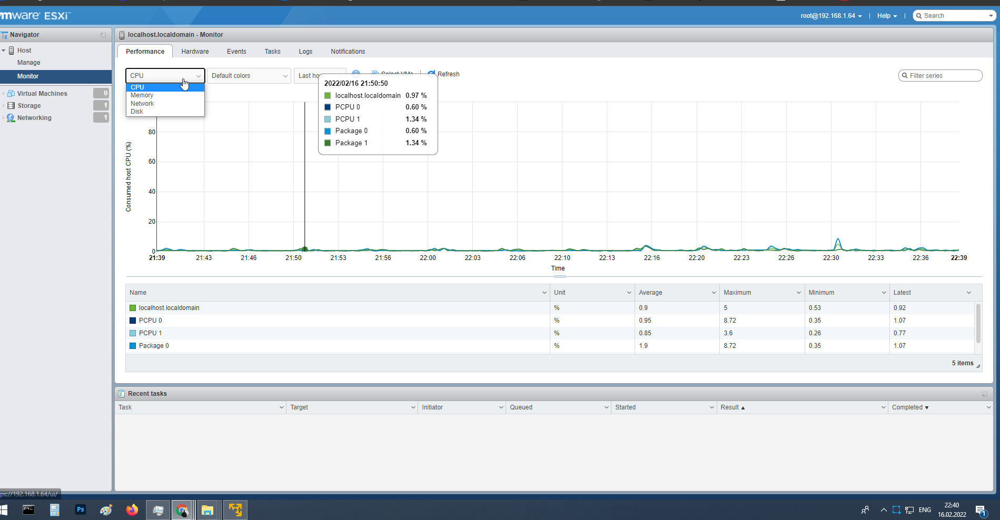 vmware ESXi™
root@192.168.1.64
Help
Search
Navigator
Host
Manage
Monitor
Virtual Machines 0
Storage 1
Networking 1
localhost.localdomain - Monitor
Performance
Hardware
Events
Tasks
Logs
Notifications
CPU
Default colors
Last ho
Select VMs
Refresh
Filter series
CPU
Memory
Network
Disk
2022/02/16 21:50:50
localhost.localdomain 0.97 %
PCPU 0 0.60 %
PCPU 1 1.34 %
Package 0 0.60 %
Package 1 1.34 %
Consumed host CPU (%)
80
60
40
20
0
21:39 21:43 21:46 21:50 21:53 21:56 22:00 22:03 22:06 22:10 22:13 22:16 22:20 22:23 22:26 22:30 22:33 22:36 22:39
Time
Name Unit Average Maximum Minimum Latest
localhost.localdomain % 0.9 5 0.53 0.92
PCPU 0 % 0.95 8.72 0.35 1.07
PCPU 1 % 0.85 3.6 0.26 0.77
Package 0 % 1.9 8.72 0.35 1.07
5 items
Recent tasks
Task Target Initiator Queued Started Result ▲ Completed ▼
ps://192.168.1.64/ui/
Ps
ENG
22:40
16.02.2022
1